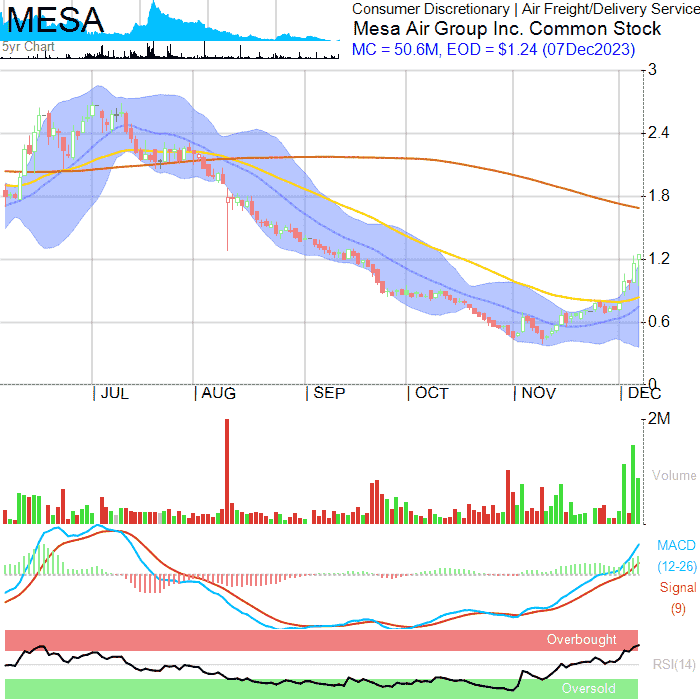 MESA
5yr Chart
Consumer Discretionary | Air Freight/Delivery Service
Mesa Air Group Inc. Common Stock
MC = 50.6M, EOD = $1.24 (07Dec2023)
3
2.4
1.8
1.2
0.6
0
JUL AUG SEP OCT NOV DEC
2M
Volume
MACD
(12-26)
Signal
(9)
Overbought
RSI(14)
Oversold